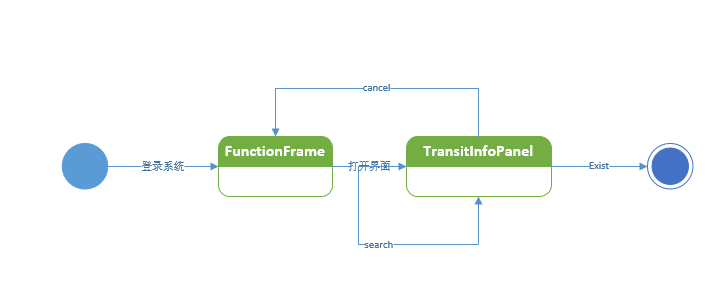 cancel
登录系统
FunctionFrame
打开界面
TransitInfoPanel
Exist
search